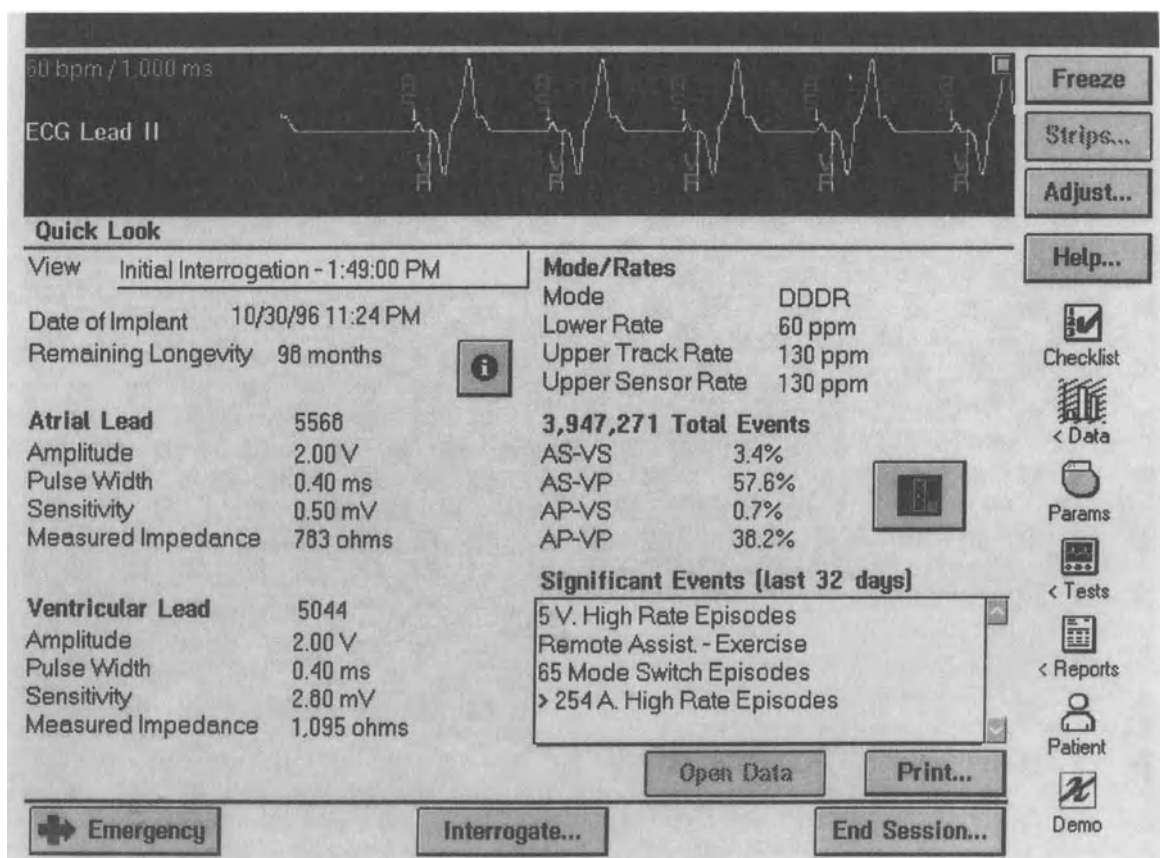 60 bpm / 1,000 ms
ECG Lead II
Freeze
Strips...
Adjust...
Help...
Quick Look
View Initial Interrogation - 1:49:00 PM
Date of Implant 10/30/96 11:24 PM
Remaining Longevity 98 months
Atrial Lead 5568
Amplitude 2.00 V
Pulse Width 0.40 ms
Sensitivity 0.50 mV
Measured Impedance 783 ohms
Ventricular Lead 5044
Amplitude 2.00 V
Pulse Width 0.40 ms
Sensitivity 2.80 mV
Measured Impedance 1,095 ohms
Mode/Rates
Mode DDDR
Lower Rate 60 ppm
Upper Track Rate 130 ppm
Upper Sensor Rate 130 ppm
3,947,271 Total Events
AS-VS 3.4%
AS-VP 57.6%
AP-VS 0.7%
AP-VP 38.2%
Significant Events (last 32 days)
5 V. High Rate Episodes
Remote Assist. - Exercise
65 Mode Switch Episodes
> 254 A. High Rate Episodes
Open Data
Print...
Checklist
< Data
Params
< Tests
< Reports
Patient
Demo
Emergency
Interrogate...
End Session...